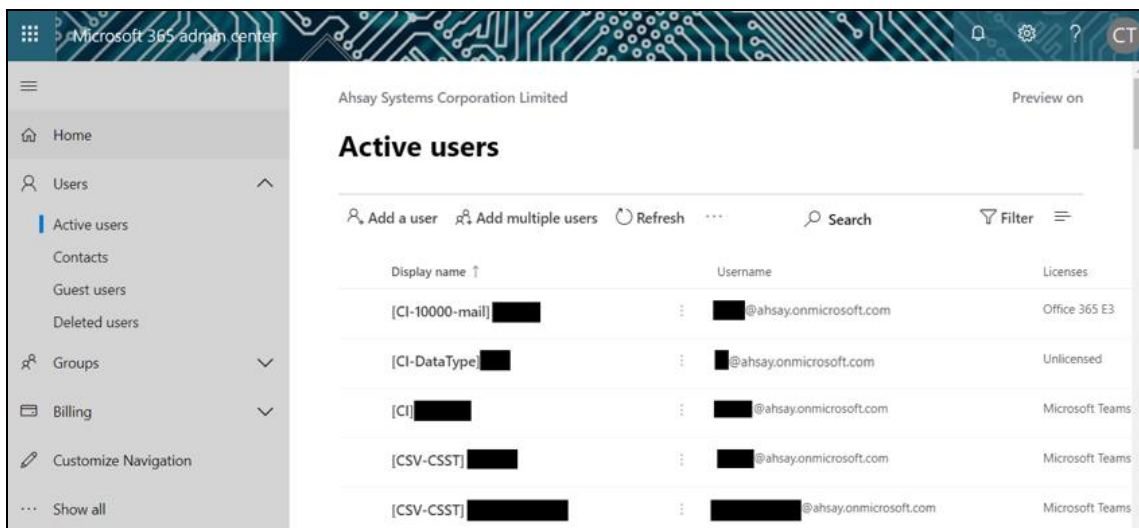 Microsoft 365 admin center
?
CT
Home
Users
Active users
Contacts
Guest users
Deleted users
Groups
Billing
Customize Navigation
Show all
Ahsay Systems Corporation Limited
Preview on
Active users
Add a user
Add multiple users
Refresh
Search
Filter
Display name ↑
Username
Licenses
[CI-10000-mail]
@ahsay.onmicrosoft.com
Office 365 E3
[CI-DataType]
@ahsay.onmicrosoft.com
Unlicensed
[CI]
@ahsay.onmicrosoft.com
Microsoft Teams
[CSV-CSST]
@ahsay.onmicrosoft.com
Microsoft Teams
[CSV-CSST]
@ahsay.onmicrosoft.com
Microsoft Teams